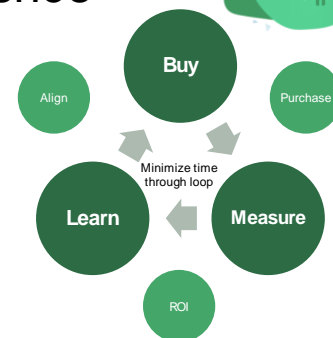 Buy
Align
Purchase
Minimize time
through loop
Learn
Measure
ROI